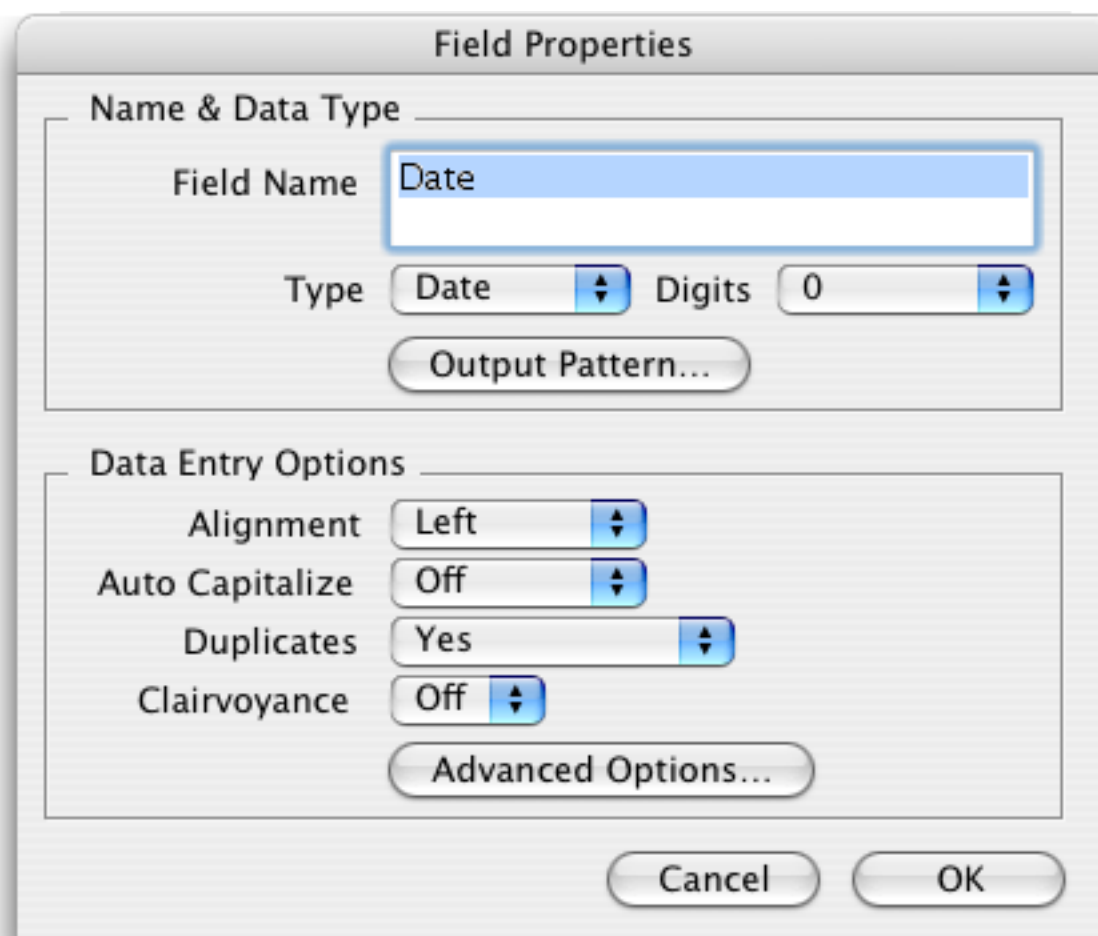 Field Properties
Name & Data Type
Field Name Date
Type Date Digits 0
Output Pattern...
Data Entry Options
Alignment Left
Auto Capitalize Off
Duplicates Yes
Clairvoyance Off
Advanced Options...
Cancel OK